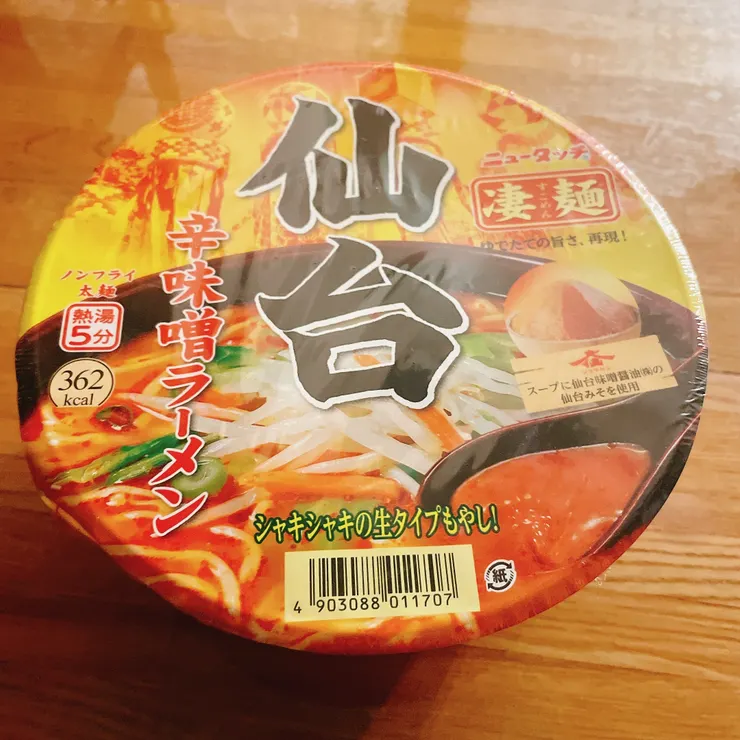 仙台
ニュータッチ
凄麺
すごめん
ゆでたての旨さ、再現!
辛味噌ラーメン
ノンフライ
太麺
熱湯
5分
362
kcal
スープに仙台味噌醤油㈱の
仙台みそを使用
シャキシャキの生タイプもやし!
4 903088 011707
紙